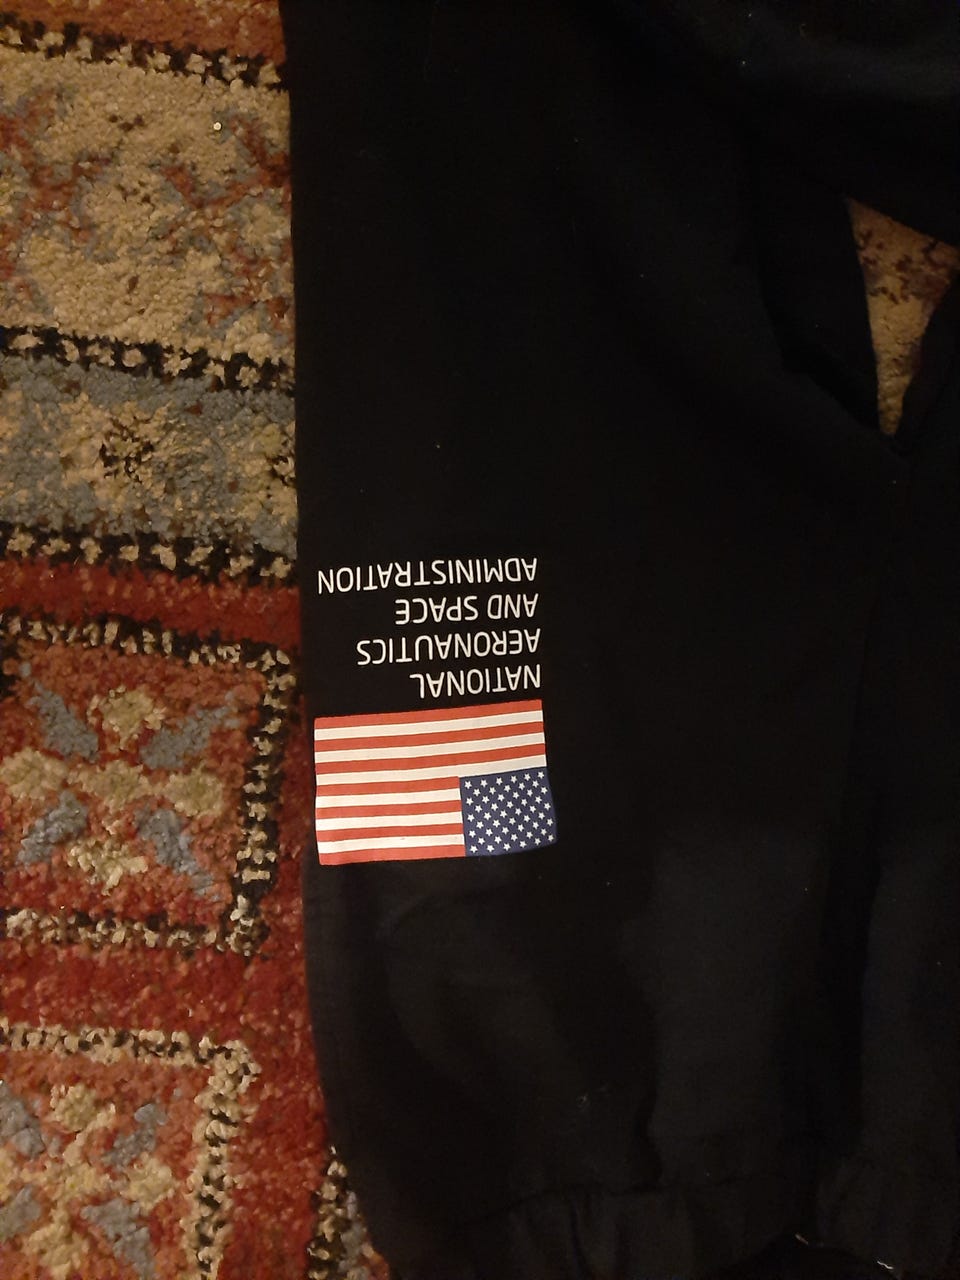 NATIONAL
AERONAUTICS
AND SPACE
ADMINISTRATION